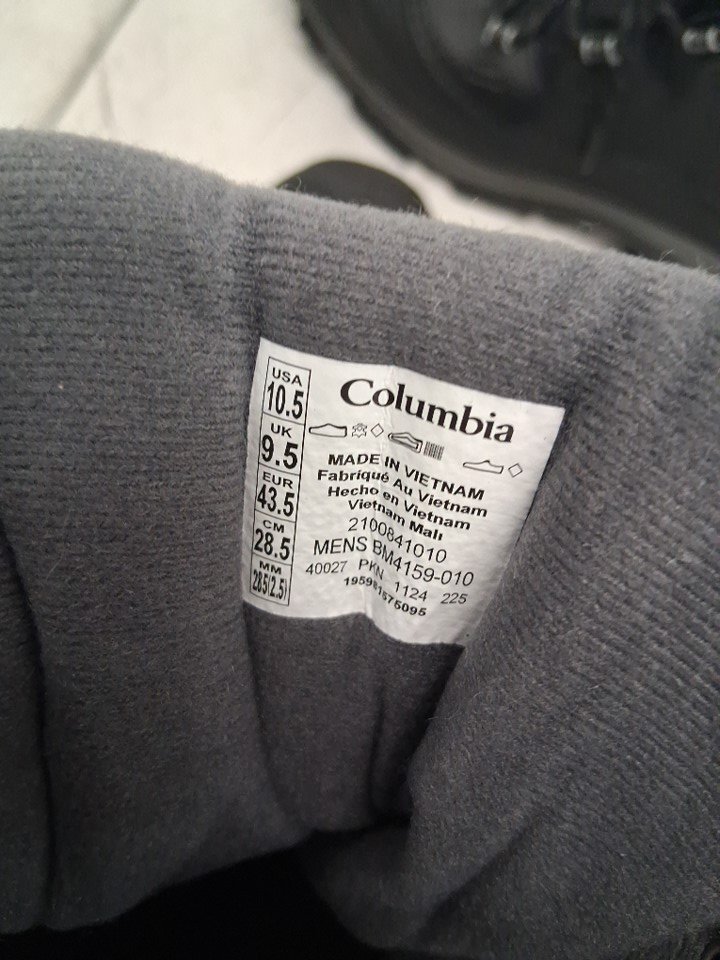 USA
10.5
UK
9.5
EUR
43.5
CM
28.5
MM
285(2.5)
Columbia
MADE IN VIETNAM
Fabriqué Au Vietnam
Hecho en Vietnam
Vietnam Malı
2100841010
MENS BM4159-010
40027 PKN 1124 225